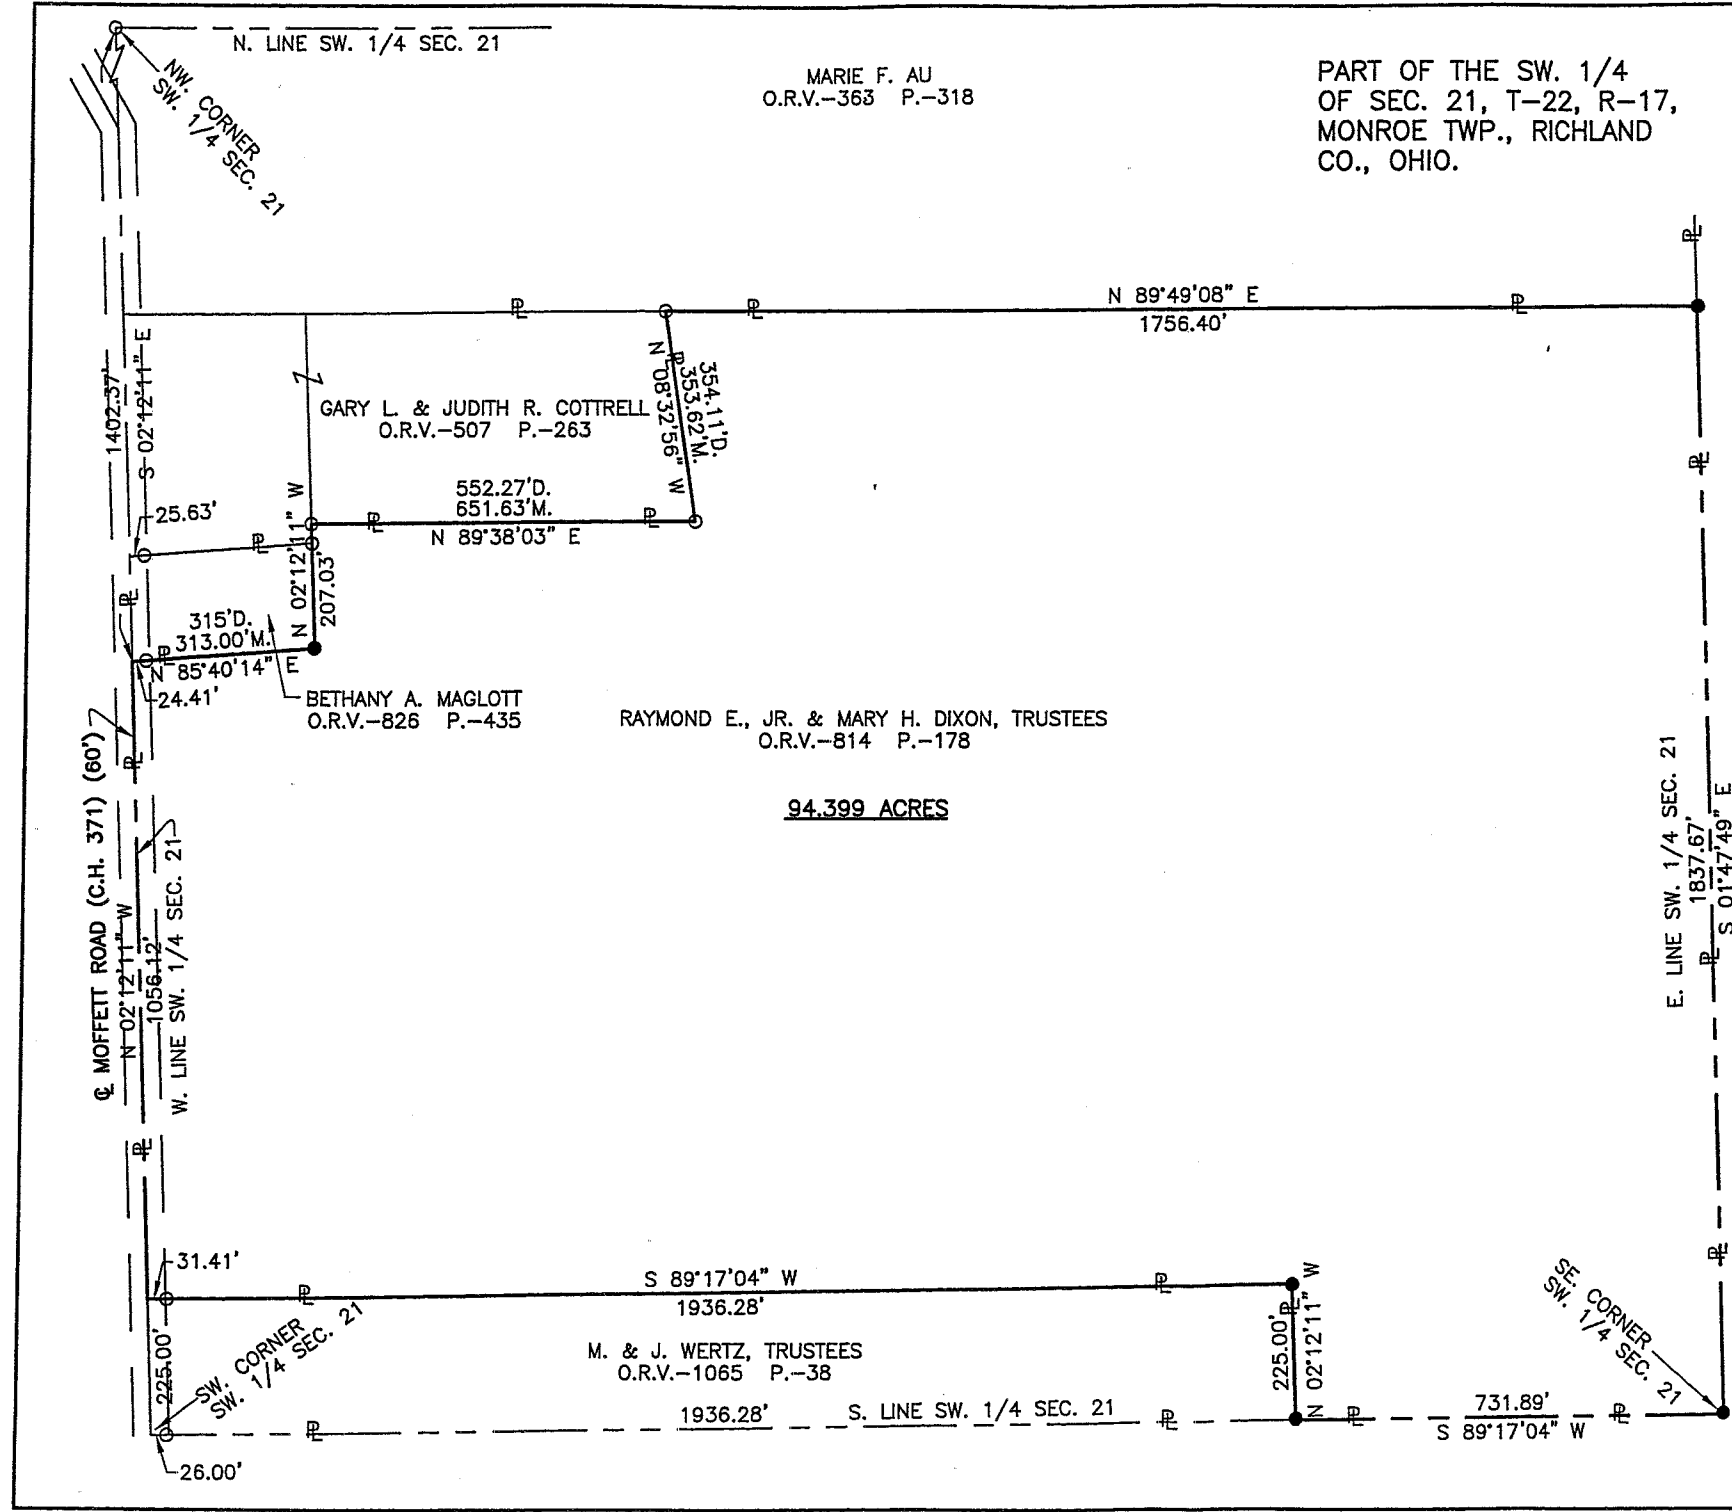 N. LINE SW. 1/4 SEC. 21
NW. CORNER
SW. 1/4 SEC. 21
MARIE F. AU
O.R.V.-363 P.-318
PART OF THE SW. 1/4
OF SEC. 21, T-22, R-17,
MONROE TWP., RICHLAND
CO., OHIO.
N 89°49'08" E
1756.40'
1402.37'
S 02°12'11" E
GARY L. & JUDITH R. COTTRELL
O.R.V.-507 P.-263
354.11'D.
353.62'M.
N 08°32'56" W
552.27'D.
651.63'M.
N 89°38'03" E
25.63'
N 02°12'11" W
207.03'
315'D.
313.00'M.
N 85°40'14" E
24.41'
BETHANY A. MAGLOTT
O.R.V.-826 P.-435
RAYMOND E., JR. & MARY H. DIXON, TRUSTEES
O.R.V.-814 P.-178
94.399 ACRES
℄ MOFFETT ROAD (C.H. 371) (60')
N 02°12'11" W
1056.12'
W. LINE SW. 1/4 SEC. 21
E. LINE SW. 1/4 SEC. 21
1837.67'
S 01°47'49" E
31.41'
S 89°17'04" W
1936.28'
225.00'
SW. CORNER
SW. 1/4 SEC. 21
M. & J. WERTZ, TRUSTEES
O.R.V.-1065 P.-38
225.00'
N 02°12'11" W
SE. CORNER
SW. 1/4 SEC. 21
1936.28'
S. LINE SW. 1/4 SEC. 21
731.89'
S 89°17'04" W
26.00'